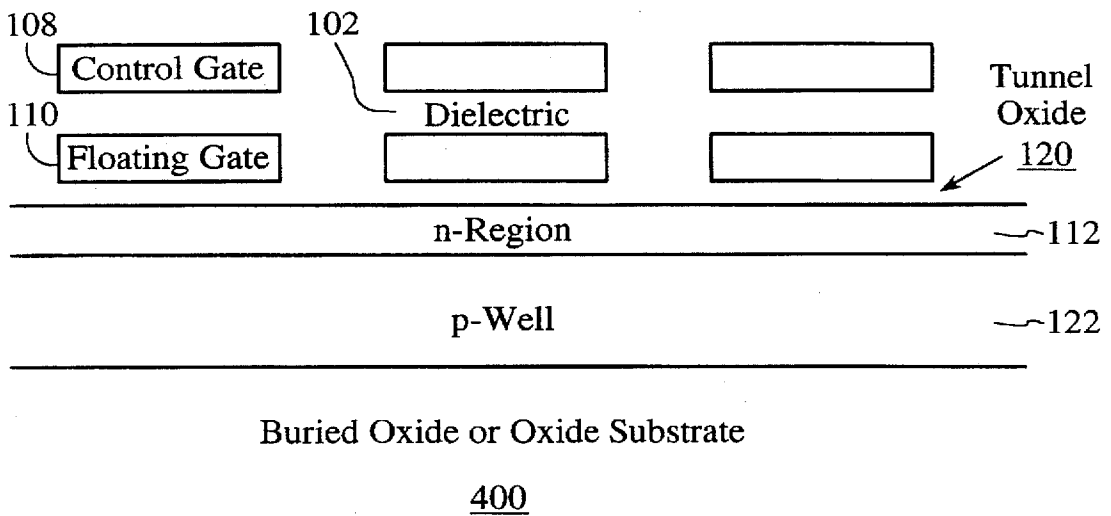 108
102
Control Gate
Tunnel
Oxide
120
110
Dielectric
Floating Gate
n-Region
112
p-Well
122
Buried Oxide or Oxide Substrate
400